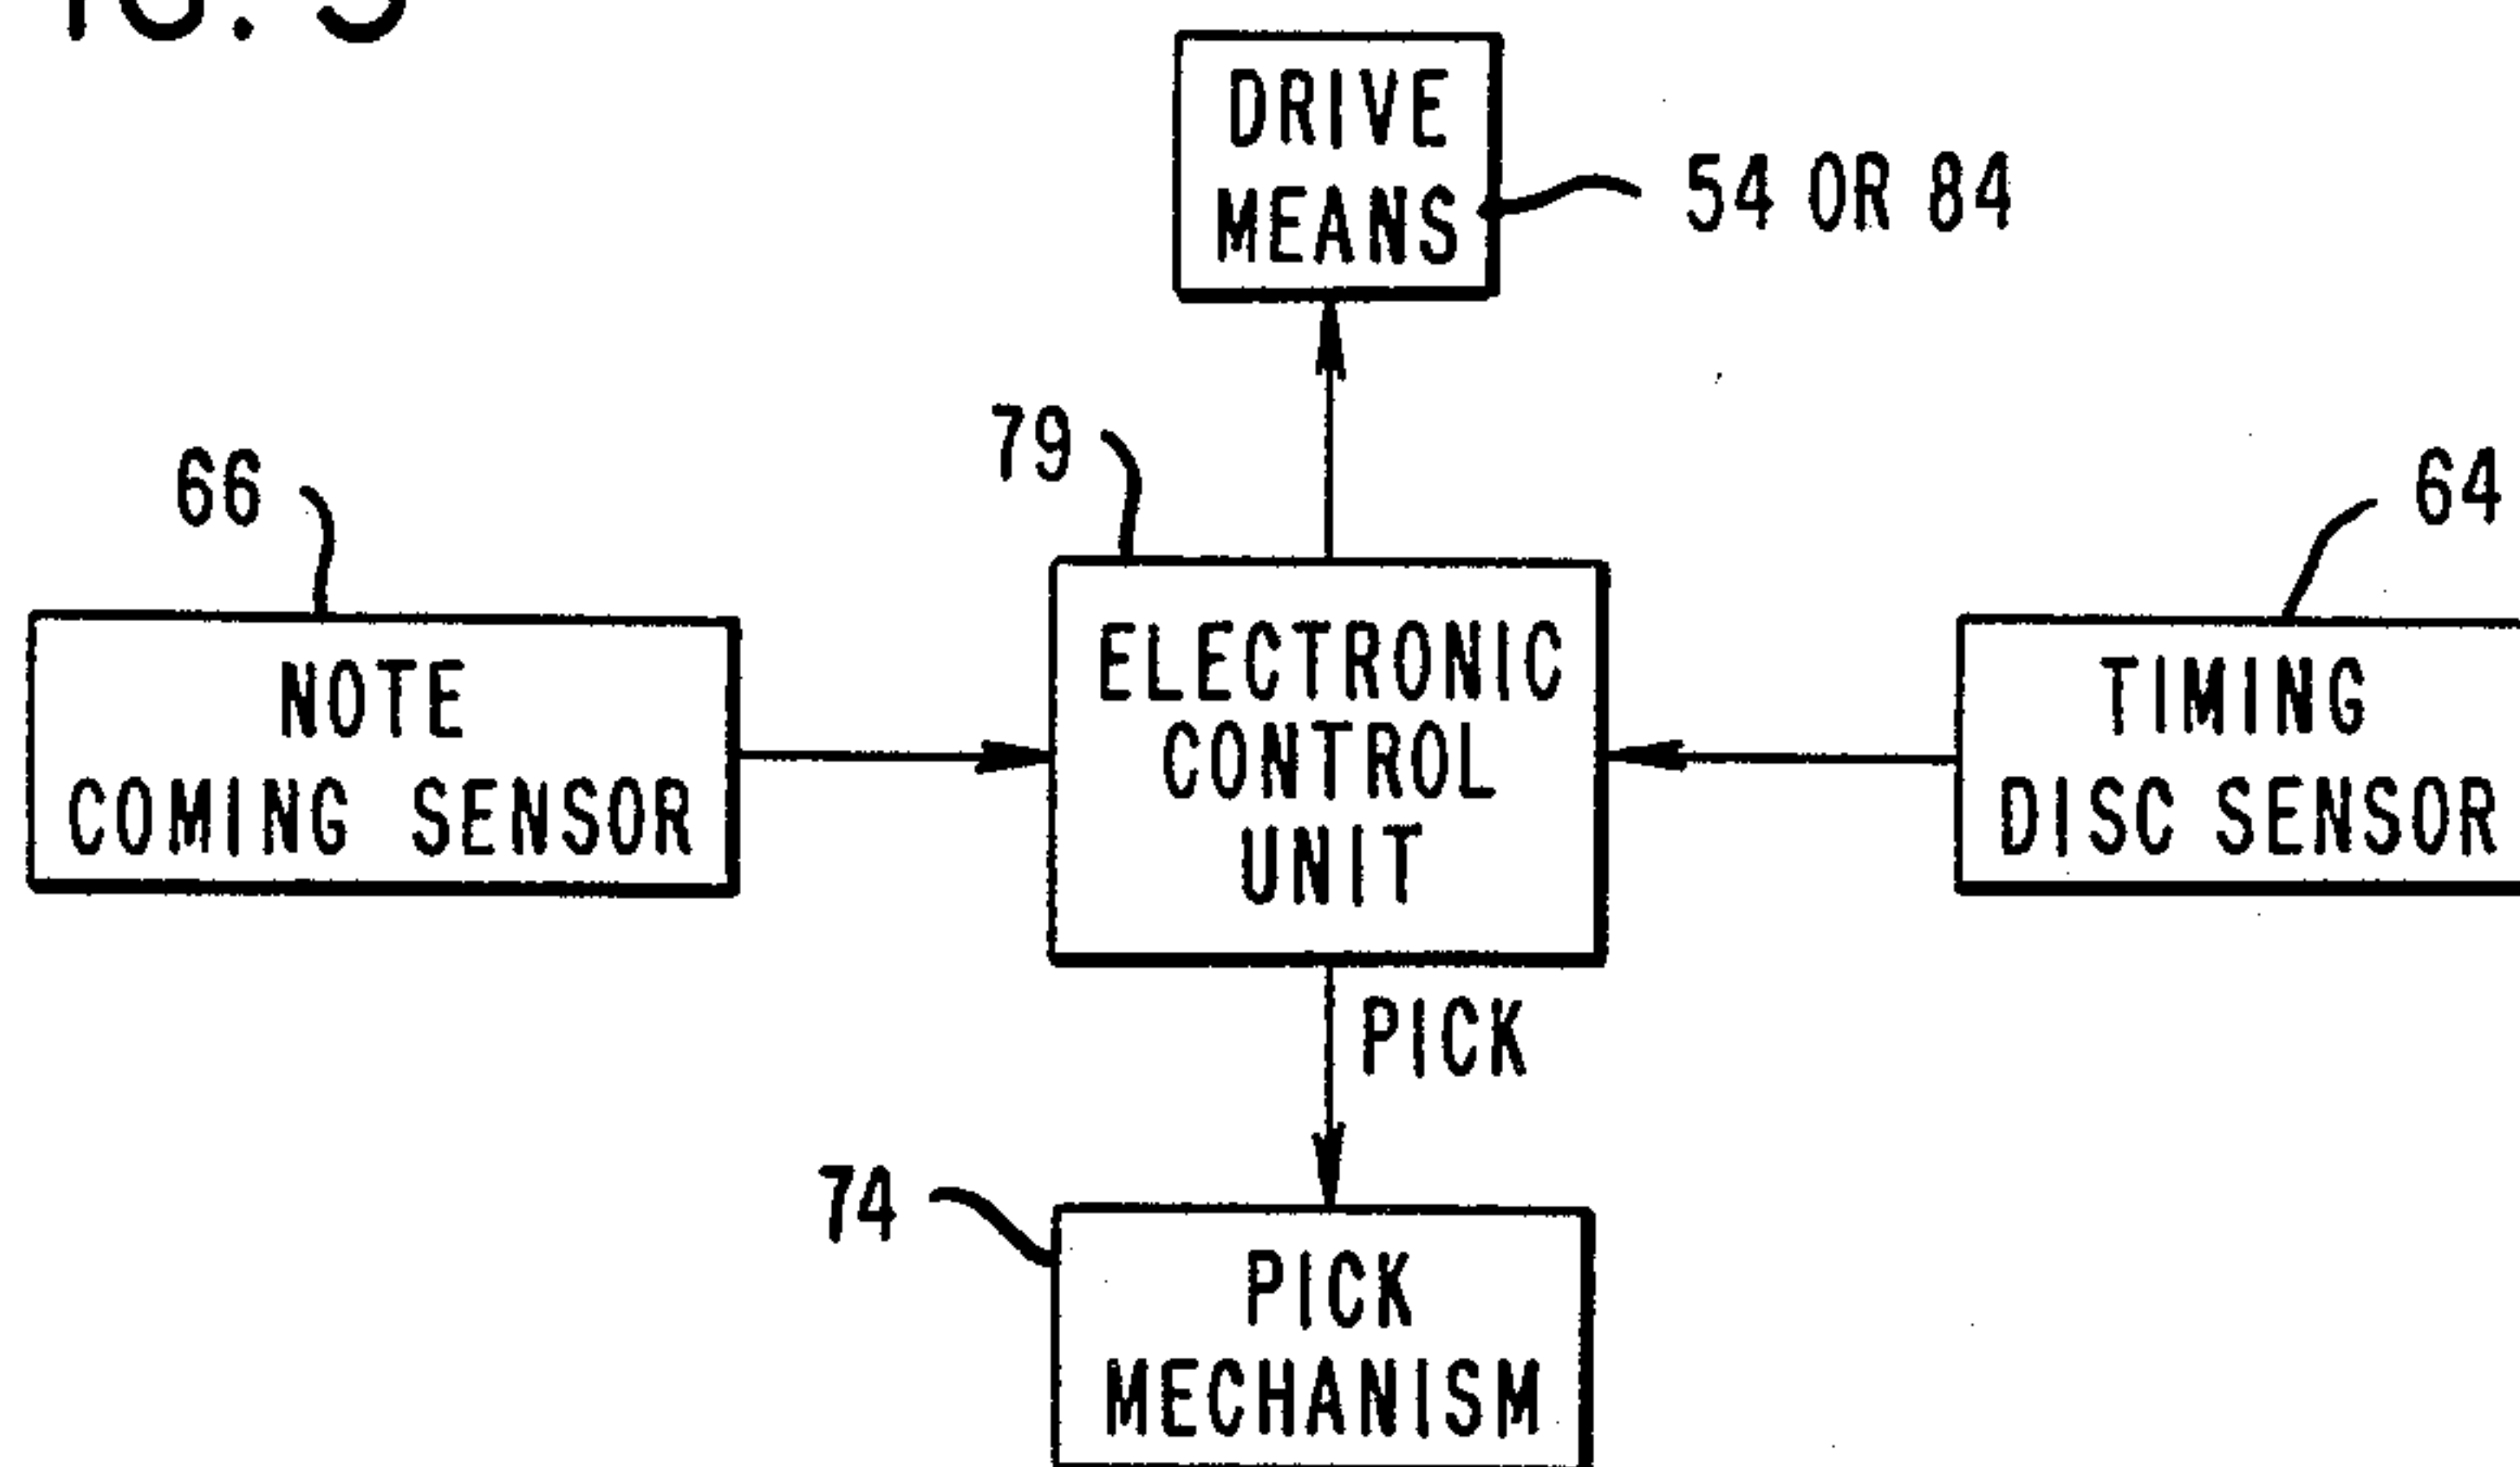 DRIVE
MEANS
54 OR 84
79
66
64
ELECTRONIC
CONTROL
UNIT
NOTE
COMING SENSOR
TIMING
DISC SENSOR
PICK
74
PICK
MECHANISM